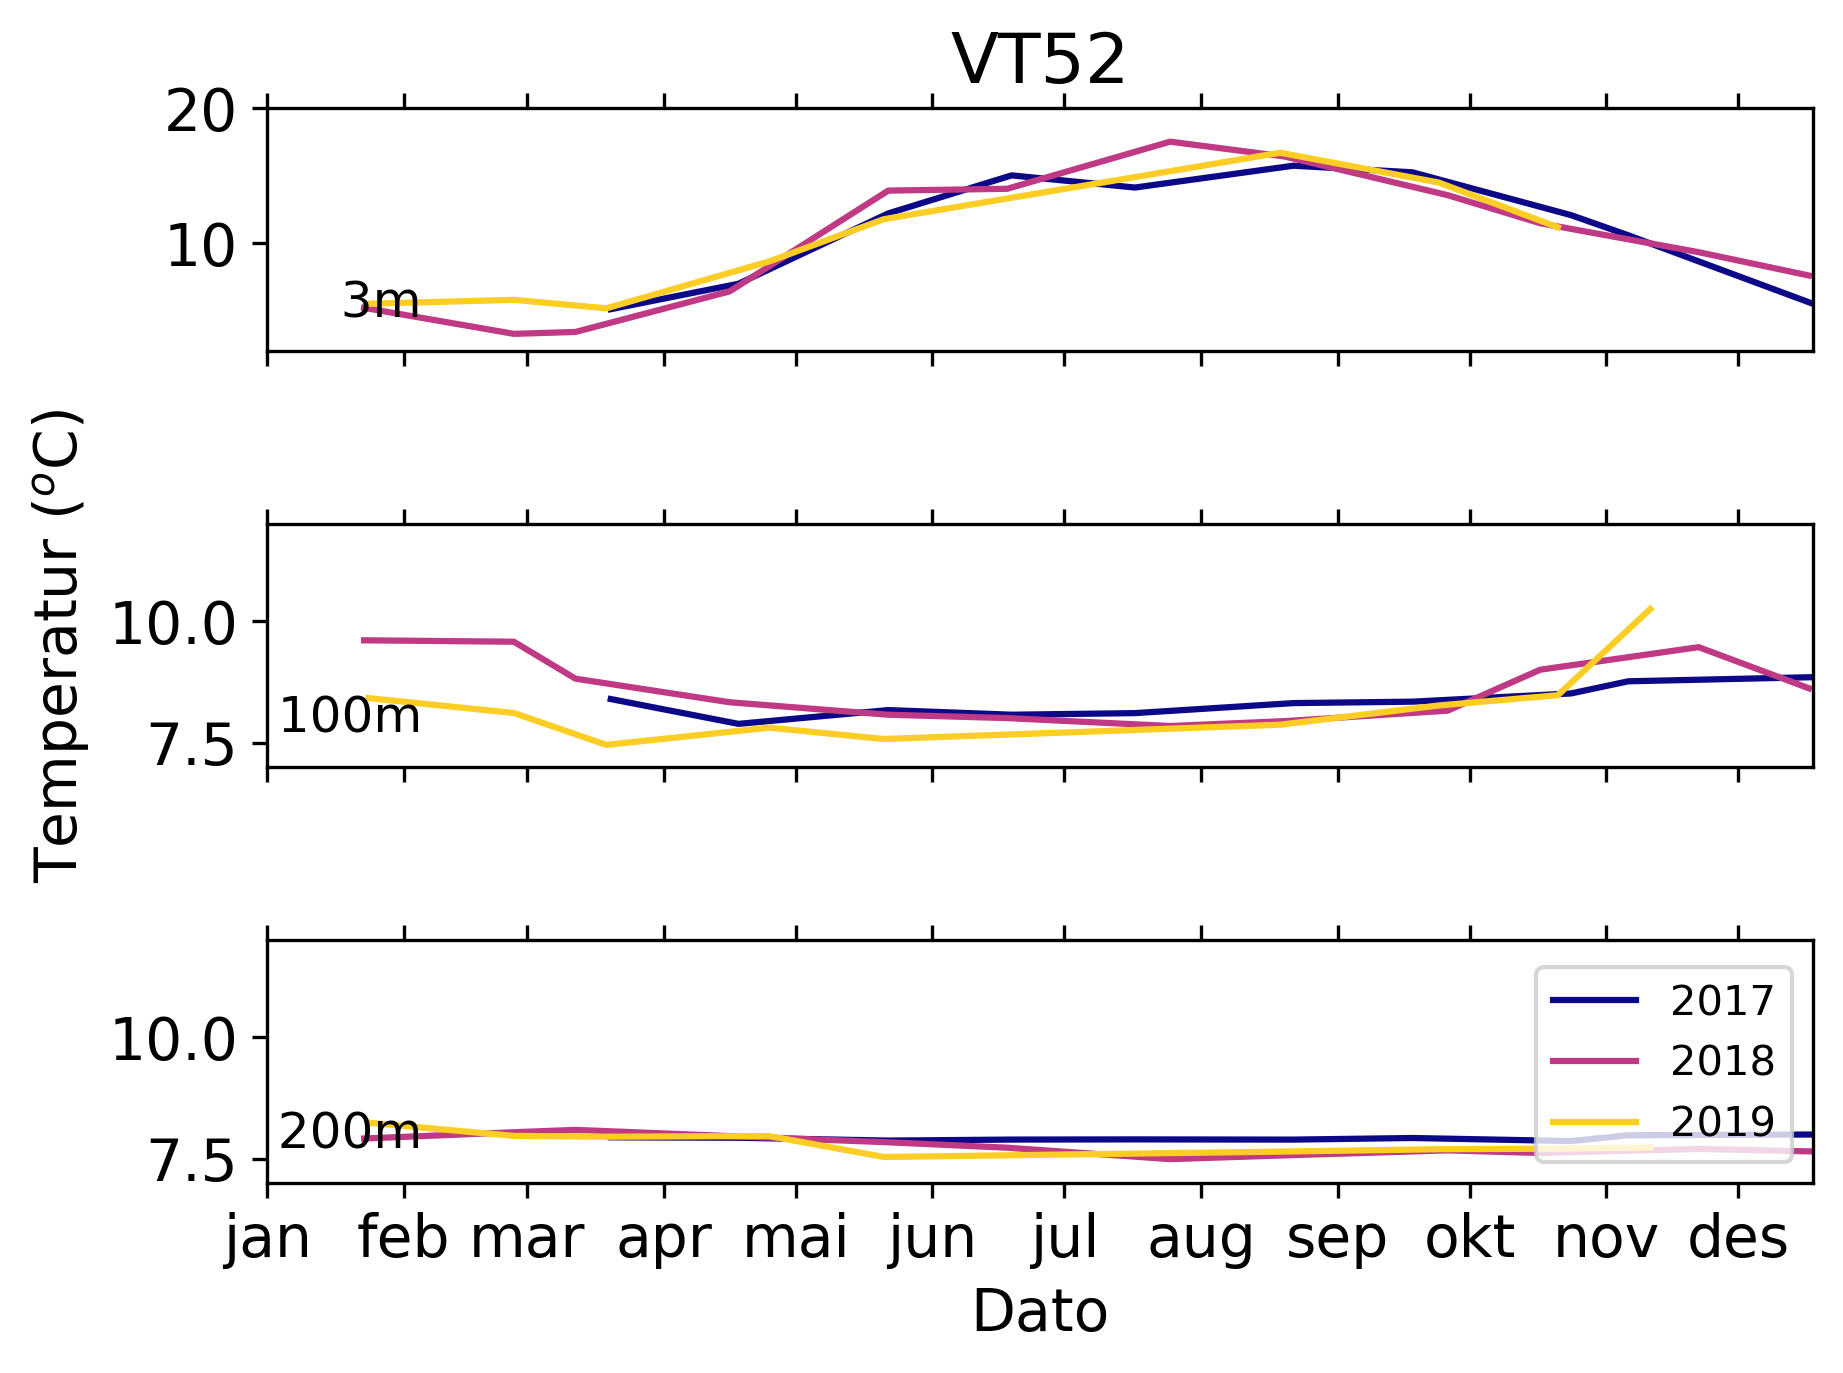 VT52
20
10
3m
Temperatur (°C)
10.0
7.5
100m
10.0
7.5
200m
2017
2018
2019
jan feb mar apr mai jun jul aug sep okt nov des
Dato